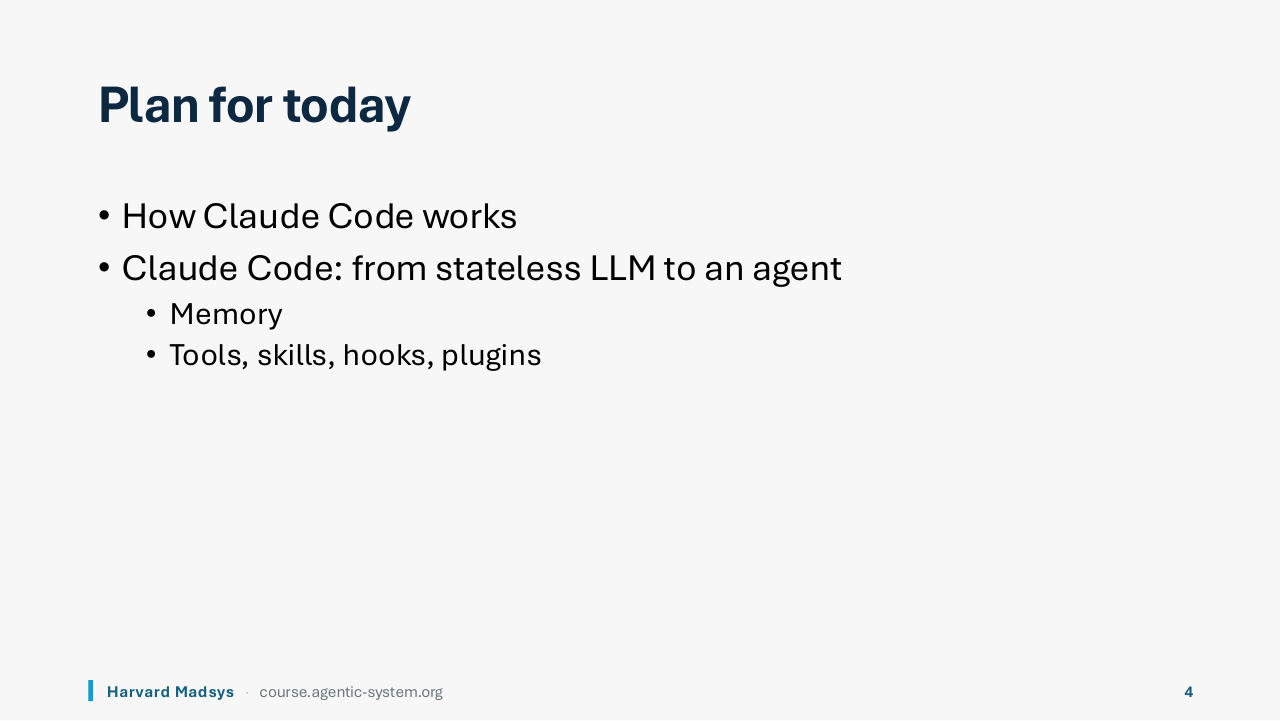 Plan for today
• How Claude Code works
• Claude Code: from stateless LLM to an agent
• Memory
• Tools, skills, hooks, plugins
Harvard Madsys · course.agentic-system.org
4